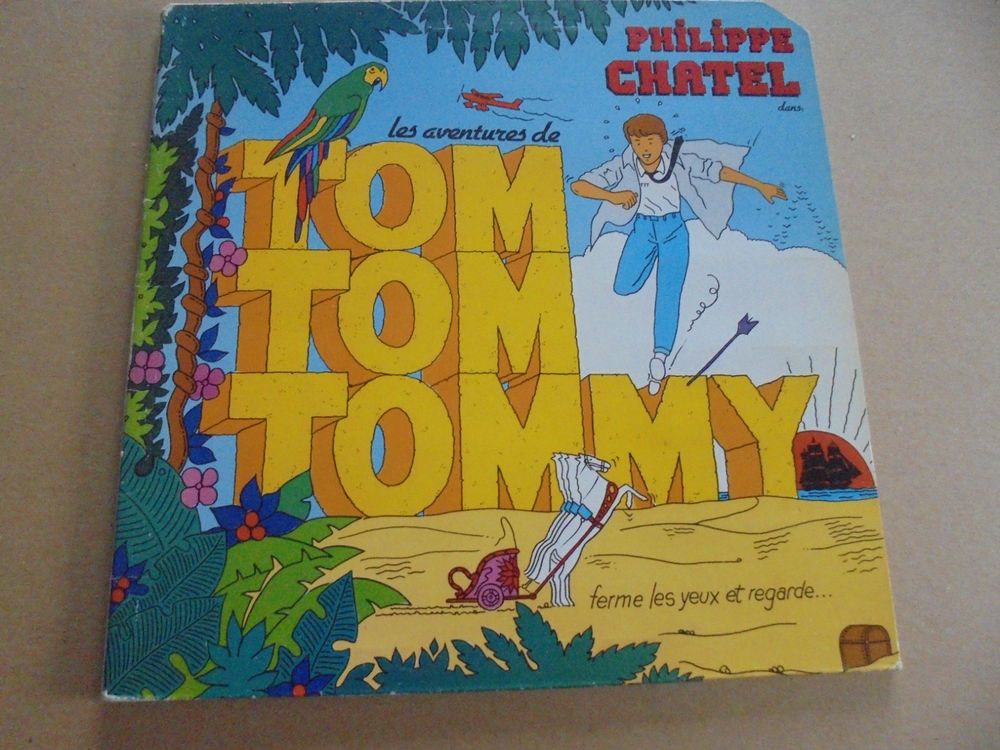 PHiLiPPE
CHATEL
dans:
les aventures de
TOM
TOM
TOMMY
ferme les yeux et regarde...